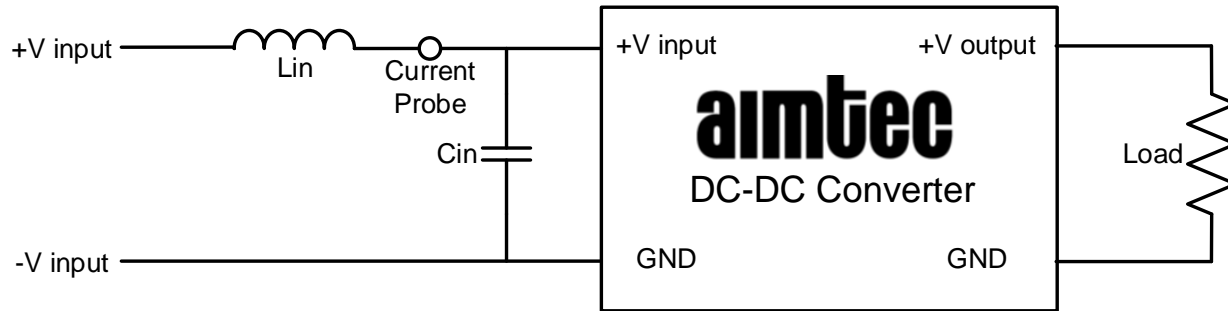 +V input
Lin
Current
Probe
Cin
-V input
+V input
+V output
aimtec
DC-DC Converter
GND
GND
Load